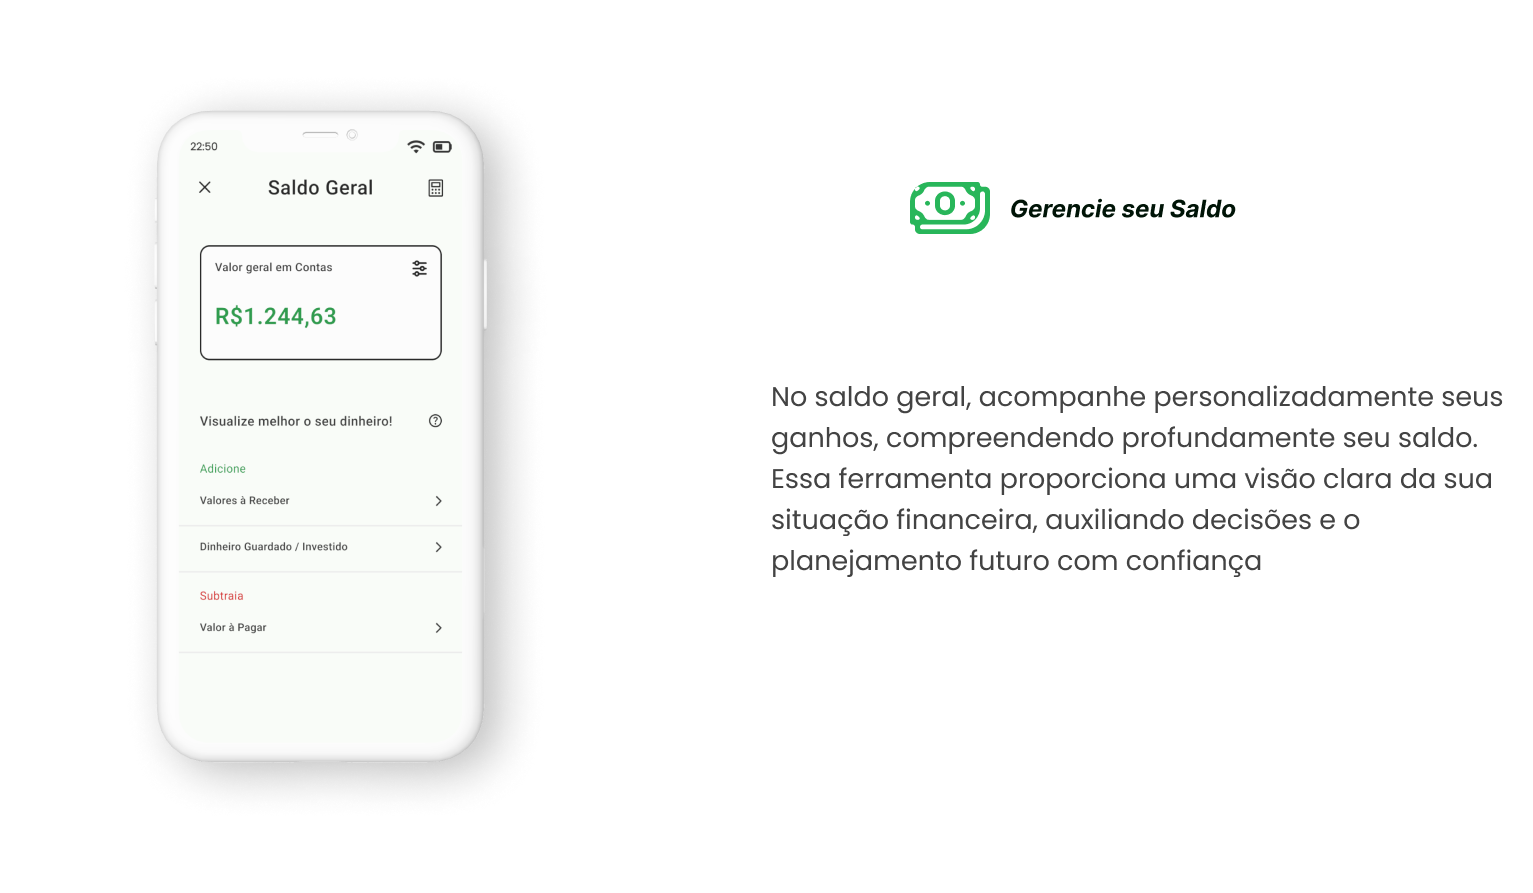 22:50
Saldo Geral
Valor geral em Contas
R$1.244,63
Visualize melhor o seu dinheiro!
Adicione
Valores à Receber
Dinheiro Guardado / Investido
Subtraia
Valor à Pagar
Gerencie seu Saldo
No saldo geral, acompanhe personalizadamente seus
ganhos, compreendendo profundamente seu saldo.
Essa ferramenta proporciona uma visão clara da sua
situação financeira, auxiliando decisões e o
planejamento futuro com confiança